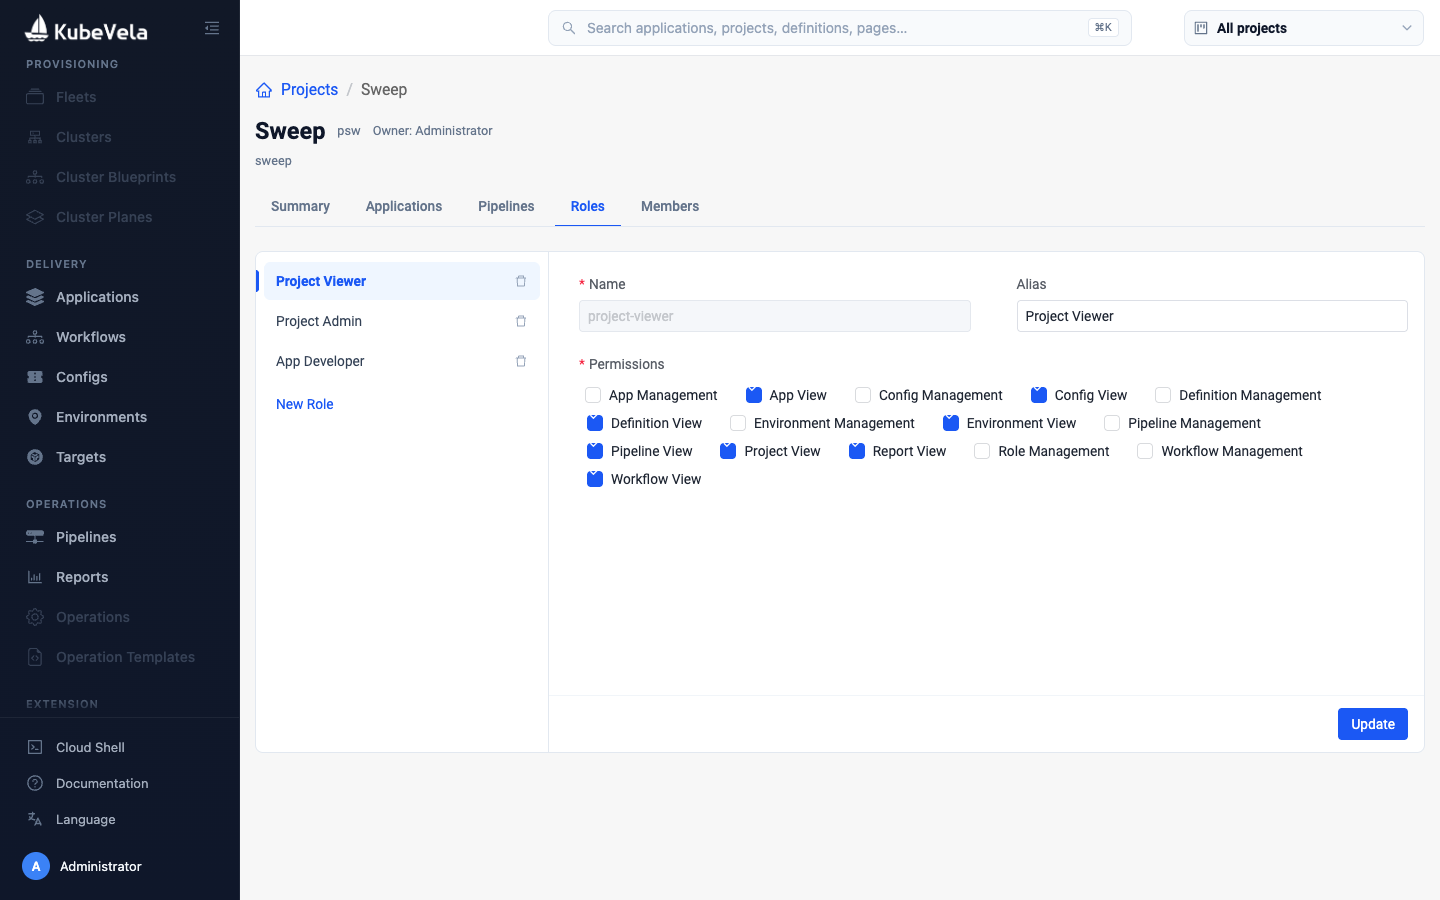 KubeVela
Search applications, projects, definitions, pages...
⌘K
All projects
PROVISIONING
Fleets
Clusters
Cluster Blueprints
Cluster Planes
DELIVERY
Applications
Workflows
Configs
Environments
Targets
OPERATIONS
Pipelines
Reports
Operations
Operation Templates
EXTENSION
Cloud Shell
Documentation
Language
A Administrator
Projects / Sweep
Sweep psw Owner: Administrator
sweep
Summary Applications Pipelines Roles Members
Project Viewer
Project Admin
App Developer
New Role
* Name
project-viewer
Alias
Project Viewer
* Permissions
App Management App View Config Management Config View Definition Management
Definition View Environment Management Environment View Pipeline Management
Pipeline View Project View Report View Role Management Workflow Management
Workflow View
Update